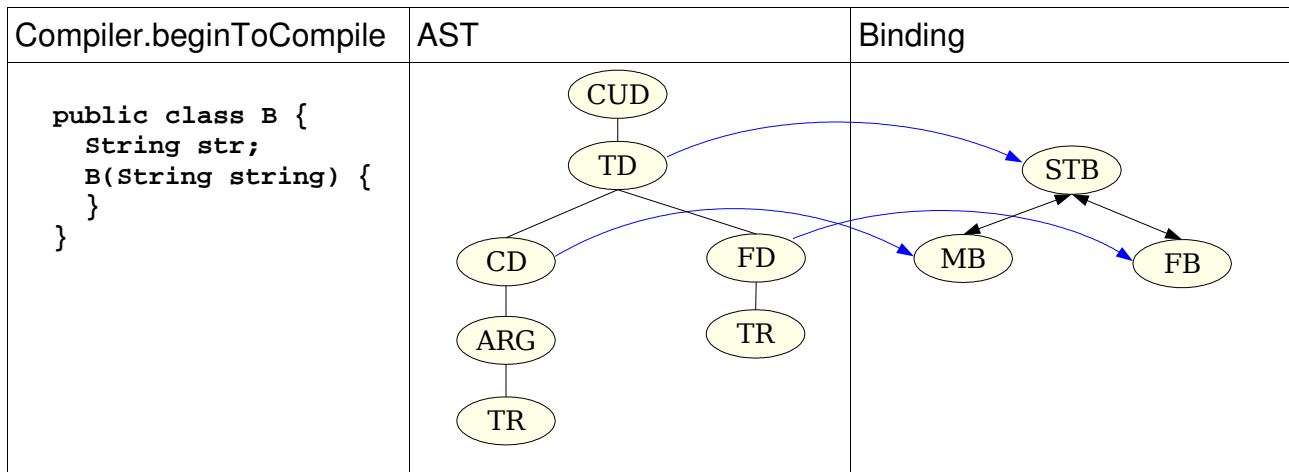 Compiler.beginToCompile
AST
Binding
public class B {
String str;
B(String string) {
}
}
CUD
TD
CD
FD
ARG
TR
TR
STB
MB
FB